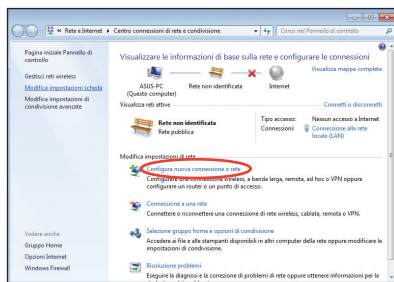 « Rete e Internet ▸ Centro connessioni di rete e condivisione
Cerca nel Pannello di controllo
Pagina iniziale Pannello di
controllo
Gestisci reti wireless
Modifica impostazioni scheda
Modifica impostazioni di
condivisione avanzate
Visualizzare le informazioni di base sulla rete e configurare le connessioni
Visualizza mappa completa
ASUS-PC
(Questo computer)
Rete non identificata
Internet
Visualizza reti attive
Connetti o disconnetti
Rete non identificata
Rete pubblica
Tipo accesso: Nessun accesso a Internet
Connessioni: Connessione alla rete
locale (LAN)
Modifica impostazioni di rete
Configura nuova connessione o rete
Configurare una connessione wireless, a banda larga, remota, ad hoc o VPN oppure
configurare un router o un punto di accesso.
Connessione a una rete
Connettere o riconnettere una connessione di rete wireless, cablata, remota o VPN.
Selezione gruppo home e opzioni di condivisione
Accedere ai file e alle stampanti disponibili in altri computer della rete oppure modificare le
impostazioni di condivisione.
Risoluzione problemi
Eseguire la diagnosi e la correzione di problemi di rete oppure ottenere informazioni per la
Vedere anche
Gruppo Home
Opzioni Internet
Windows Firewall